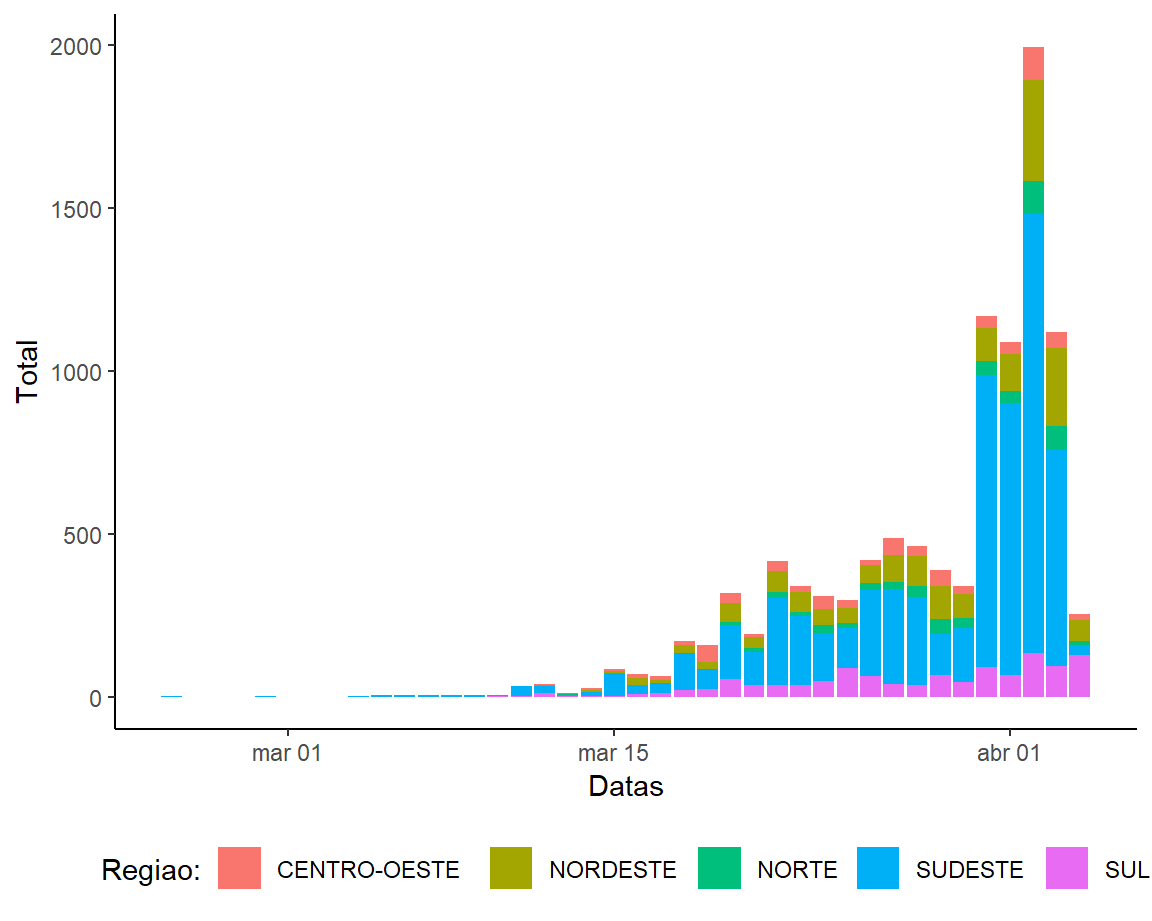 2000
1500
1000
500
0
Total
mar 01 mar 15 abr 01
Datas
Regiao: CENTRO-OESTE NORDESTE NORTE SUDESTE SUL